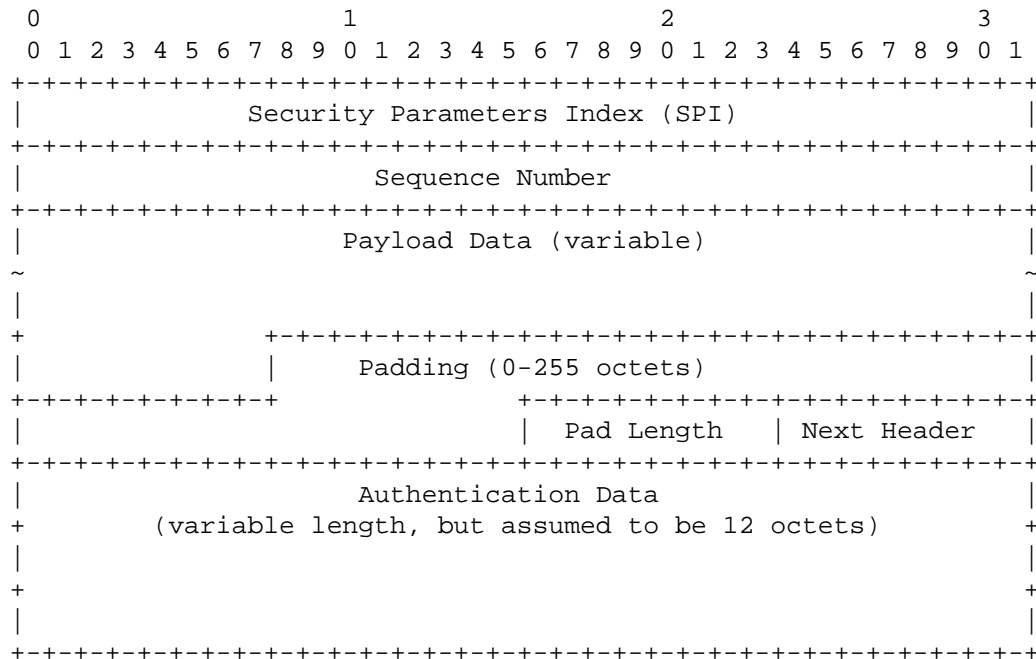 0                   1                   2                   3
 0 1 2 3 4 5 6 7 8 9 0 1 2 3 4 5 6 7 8 9 0 1 2 3 4 5 6 7 8 9 0 1
+-+-+-+-+-+-+-+-+-+-+-+-+-+-+-+-+-+-+-+-+-+-+-+-+-+-+-+-+-+-+-+-+
|              Security Parameters Index (SPI)                  |
+-+-+-+-+-+-+-+-+-+-+-+-+-+-+-+-+-+-+-+-+-+-+-+-+-+-+-+-+-+-+-+-+
|                      Sequence Number                          |
+-+-+-+-+-+-+-+-+-+-+-+-+-+-+-+-+-+-+-+-+-+-+-+-+-+-+-+-+-+-+-+-+
|                    Payload Data (variable)                    |
~                                                               ~
|                                                               |
+               +-+-+-+-+-+-+-+-+-+-+-+-+-+-+-+-+-+-+-+-+-+-+-+-+
|               |     Padding (0-255 octets)                    |
+-+-+-+-+-+-+-+-+               +-+-+-+-+-+-+-+-+-+-+-+-+-+-+-+-+
|                               |  Pad Length   | Next Header   |
+-+-+-+-+-+-+-+-+-+-+-+-+-+-+-+-+-+-+-+-+-+-+-+-+-+-+-+-+-+-+-+-+
|                     Authentication Data                       |
+        (variable length, but assumed to be 12 octets)         +
|                                                               |
+                                                               +
|                                                               |
+-+-+-+-+-+-+-+-+-+-+-+-+-+-+-+-+-+-+-+-+-+-+-+-+-+-+-+-+-+-+-+-+